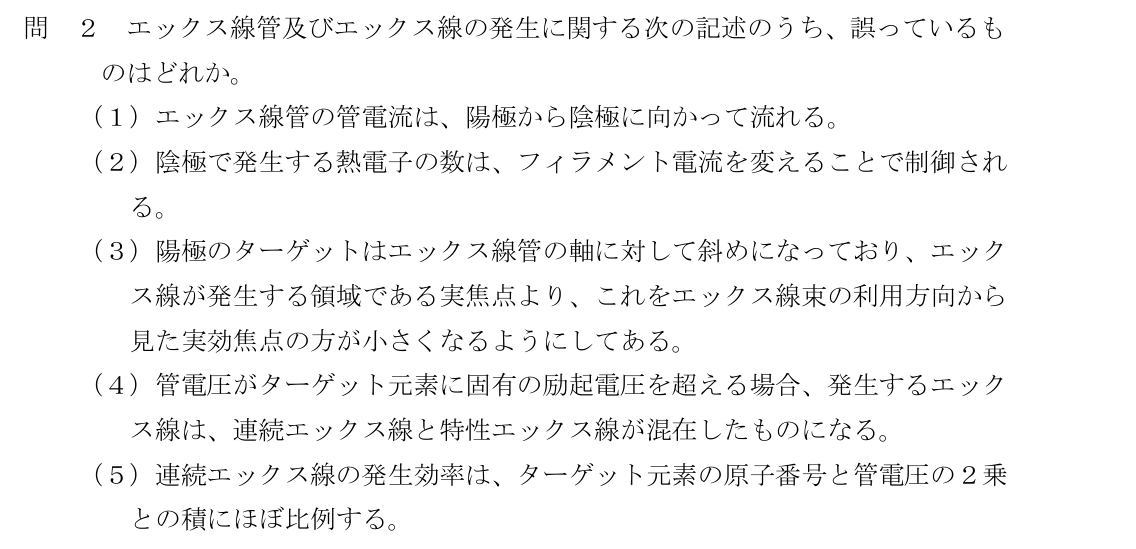 問　２　エックス線管及びエックス線の発生に関する次の記述のうち、誤っているも
のはどれか。
（１）エックス線管の管電流は、陽極から陰極に向かって流れる。
（２）陰極で発生する熱電子の数は、フィラメント電流を変えることで制御され
る。
（３）陽極のターゲットはエックス線管の軸に対して斜めになっており、エック
ス線が発生する領域である実焦点より、これをエックス線束の利用方向から
見た実効焦点の方が小さくなるようにしてある。
（４）管電圧がターゲット元素に固有の励起電圧を超える場合、発生するエック
ス線は、連続エックス線と特性エックス線が混在したものになる。
（５）連続エックス線の発生効率は、ターゲット元素の原子番号と管電圧の２乗
との積にほぼ比例する。